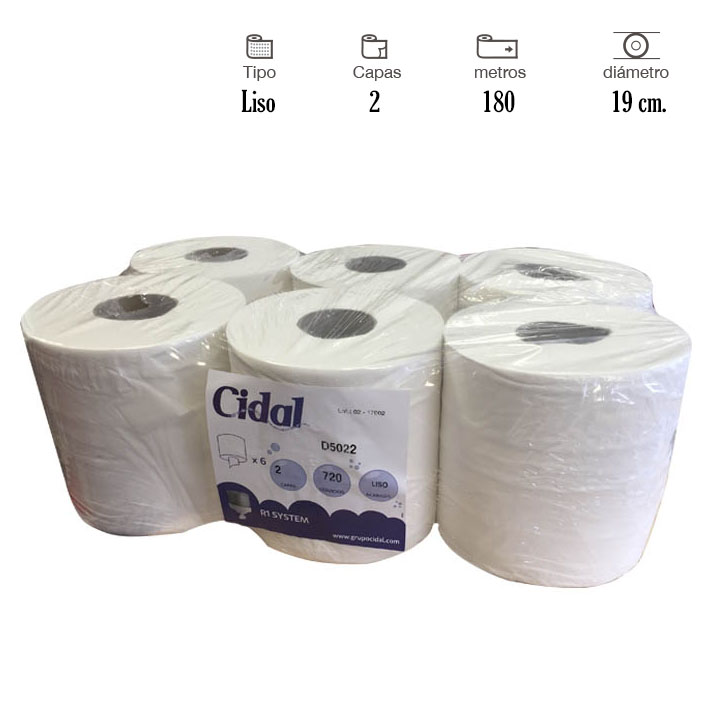 Tipo Capas metros diámetro
Liso 2 180 19 cm.
Cidal
D5022
x 6
2 720 LISO
R1 SYSTEM
www.grupocidal.com